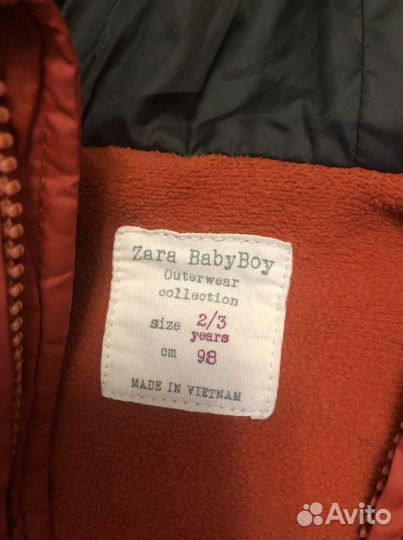 Zara BabyBoy
Outerwear
collection
size 2/3
years
cm 98
MADE IN VIETNAM
Avito